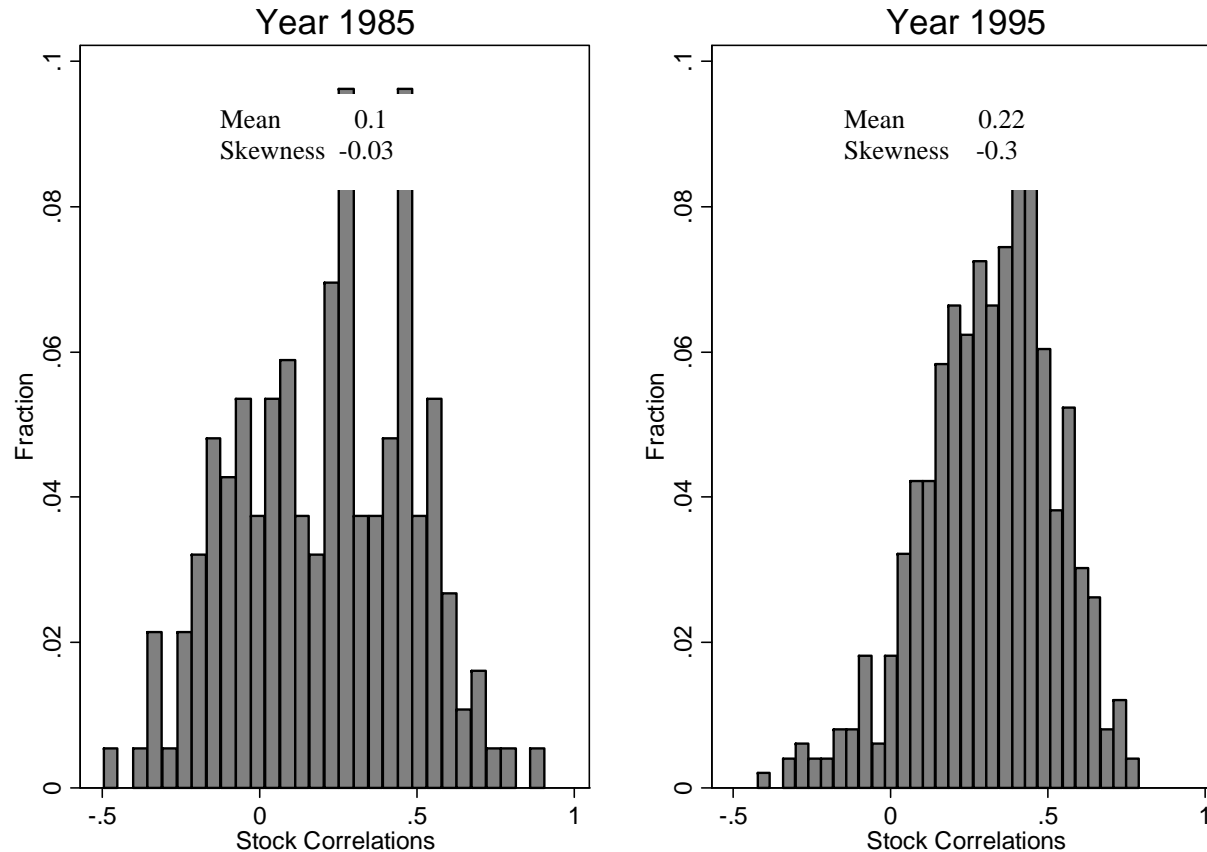 Year 1985
Mean 0.1
Skewness -0.03
Fraction
.1
.08
.06
.04
.02
0
-.5 0 .5 1
Stock Correlations
Year 1995
Mean 0.22
Skewness -0.3
Fraction
.1
.08
.06
.04
.02
0
-.5 0 .5 1
Stock Correlations